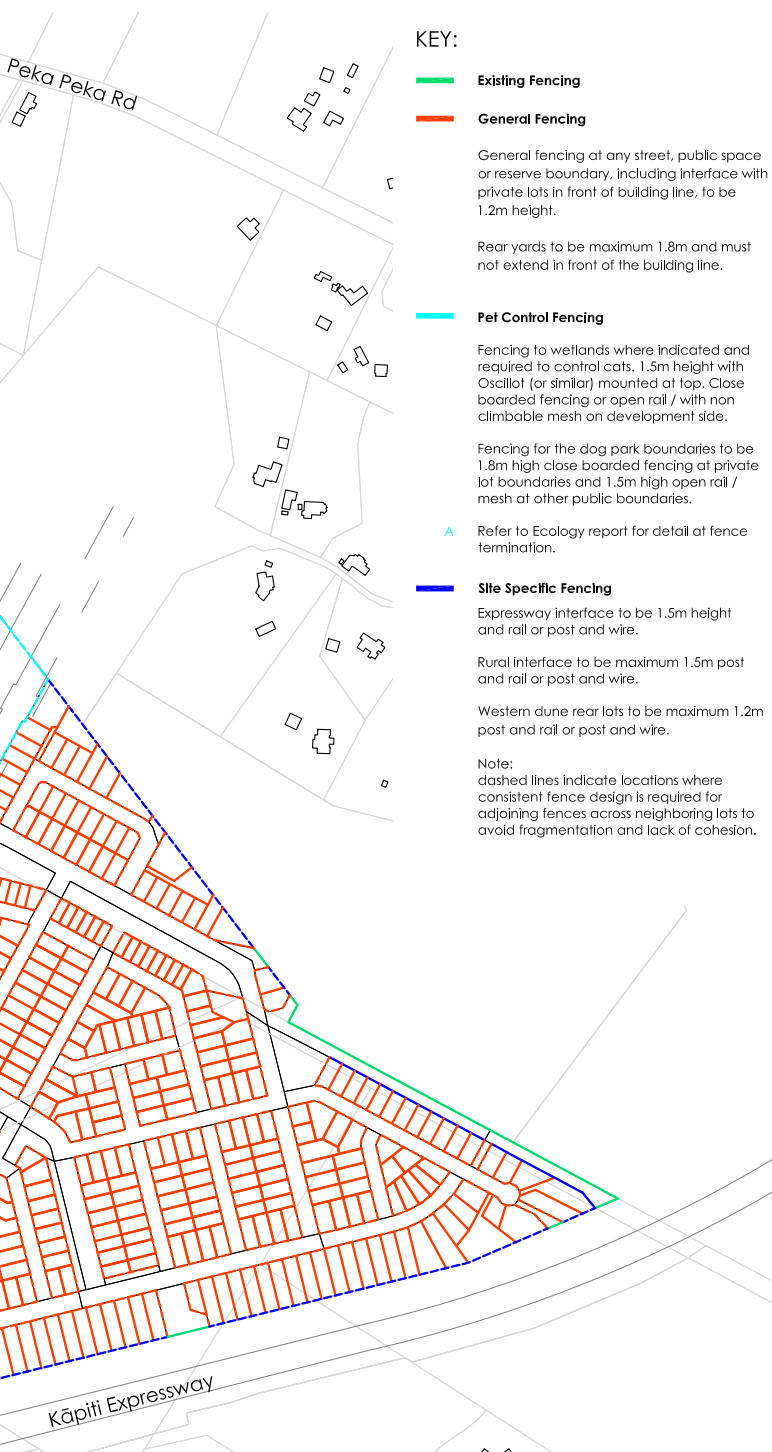 Peka Peka Rd
KEY:
Existing Fencing
General Fencing
General fencing at any street, public space
or reserve boundary, including interface with
private lots in front of building line, to be
1.2m height.
Rear yards to be maximum 1.8m and must
not extend in front of the building line.
Pet Control Fencing
Fencing to wetlands where indicated and
required to control cats. 1.5m height with
Oscillot (or similar) mounted at top. Close
boarded fencing or open rail / with non
climbable mesh on development side.
Fencing for the dog park boundaries to be
1.8m high close boarded fencing at private
lot boundaries and 1.5m high open rail /
mesh at other public boundaries.
A Refer to Ecology report for detail at fence
termination.
Site Specific Fencing
Expressway interface to be 1.5m height
and rail or post and wire.
Rural interface to be maximum 1.5m post
and rail or post and wire.
Western dune rear lots to be maximum 1.2m
post and rail or post and wire.
Note:
dashed lines indicate locations where
consistent fence design is required for
adjoining fences across neighboring lots to
avoid fragmentation and lack of cohesion.
Kāpiti Expressway